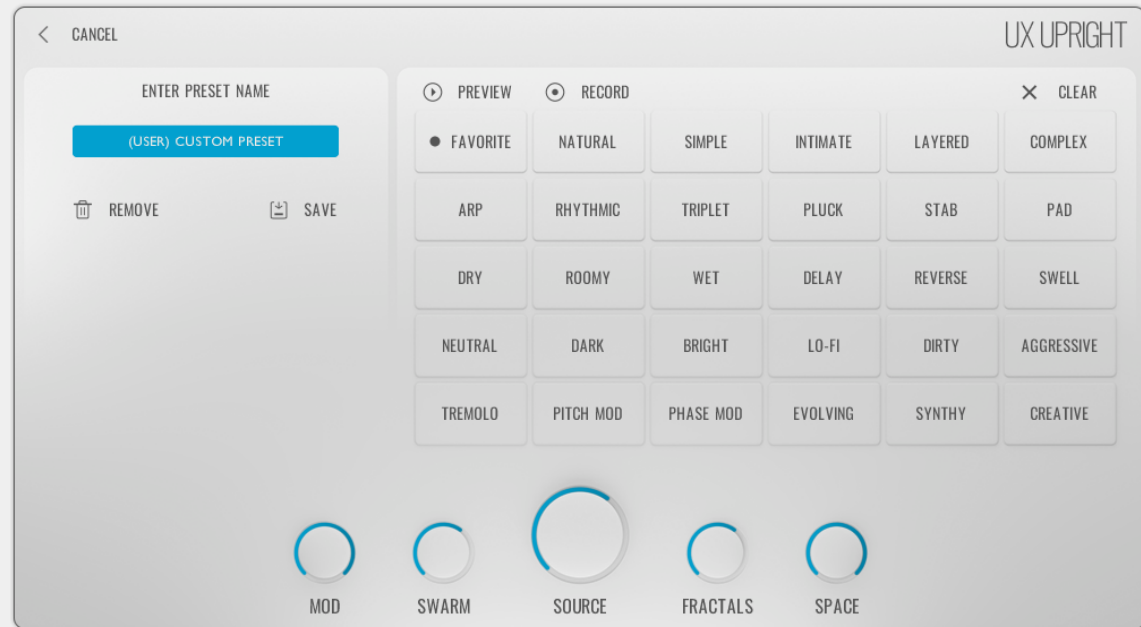 CANCEL
UX UPRIGHT
ENTER PRESET NAME
(USER) CUSTOM PRESET
REMOVE SAVE
PREVIEW RECORD CLEAR
FAVORITE NATURAL SIMPLE INTIMATE LAYERED COMPLEX
ARP RHYTHMIC TRIPLET PLUCK STAB PAD
DRY ROOMY WET DELAY REVERSE SWELL
NEUTRAL DARK BRIGHT LO-FI DIRTY AGGRESSIVE
TREMOLO PITCH MOD PHASE MOD EVOLVING SYNTHY CREATIVE
MOD SWARM SOURCE FRACTALS SPACE